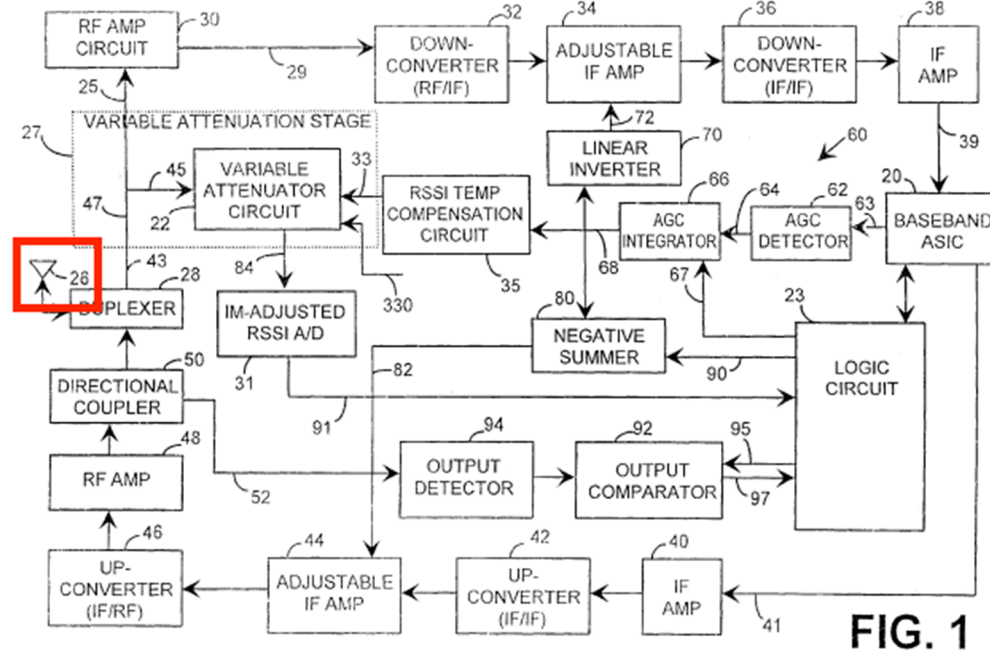 RF AMP
CIRCUIT
30
25
29
DOWN-
CONVERTER
(RF/IF)
32
ADJUSTABLE
IF AMP
34
DOWN-
CONVERTER
(IF/IF)
36
IF
AMP
38
39
27
VARIABLE ATTENUATION STAGE
45
47
VARIABLE
ATTENUATOR
CIRCUIT
22
33
RSSI TEMP
COMPENSATION
CIRCUIT
35
72
LINEAR
INVERTER
70
60
66
AGC
INTEGRATOR
64
62
AGC
DETECTOR
63
20
BASEBAND
ASIC
68
67
43
26
28
DUPLEXER
84
330
IM-ADJUSTED
RSSI A/D
31
80
NEGATIVE
SUMMER
90
23
LOGIC
CIRCUIT
50
DIRECTIONAL
COUPLER
82
91
48
RF AMP
52
94
OUTPUT
DETECTOR
92
OUTPUT
COMPARATOR
95
97
46
UP-
CONVERTER
(IF/RF)
44
ADJUSTABLE
IF AMP
42
UP-
CONVERTER
(IF/IF)
40
IF
AMP
41
FIG. 1